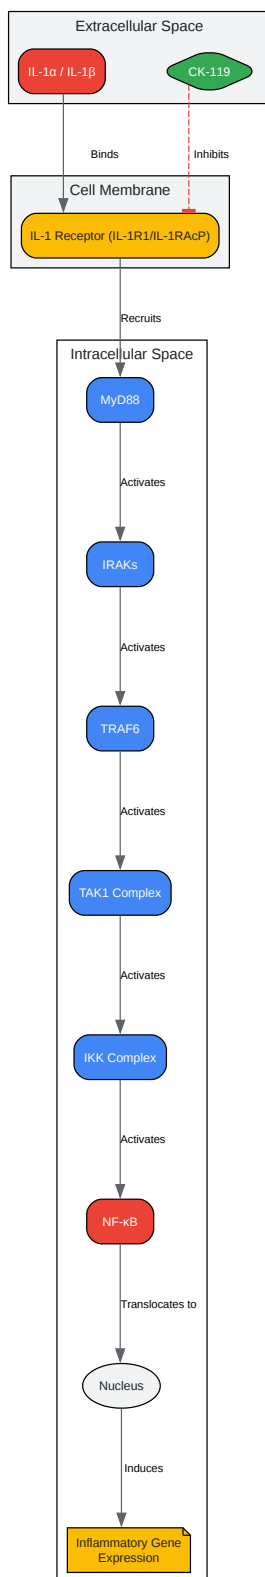 Extracellular Space
IL-1α / IL-1β
CK-119
Binds
Inhibits
Cell Membrane
IL-1 Receptor (IL-1R1/IL-1RAcP)
Recruits
Intracellular Space
MyD88
Activates
IRAKs
Activates
TRAF6
Activates
TAK1 Complex
Activates
IKK Complex
Activates
NF-κB
Translocates to
Nucleus
Induces
Inflammatory Gene
Expression